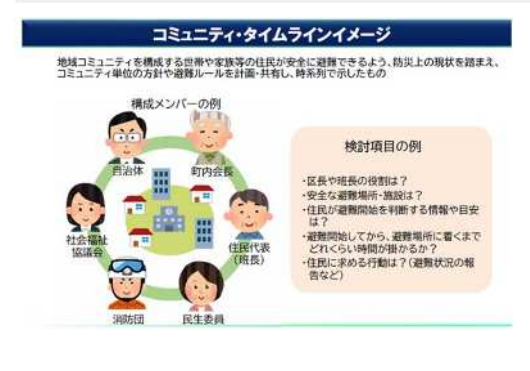 コミュニティ・タイムラインイメージ
地域コミュニティを構成する世帯や家族等の住民が安全に避難できるよう、防災上の現状を踏まえ、
コミュニティ単位の方針や避難ルールを計画・共有し、時系列で示したもの
構成メンバーの例
自治体
町内会長
社会福祉
協議会
住民代表
(班長)
消防団
民生委員
検討項目の例
・区長や班長の役割は?
・安全な避難場所・施設は?
・住民が避難開始を判断する情報や目安
は?
・避難開始してから、避難場所に着くまで
どれくらい時間が掛かるか?
・住民に求める行動は?(避難状況の報
告など)